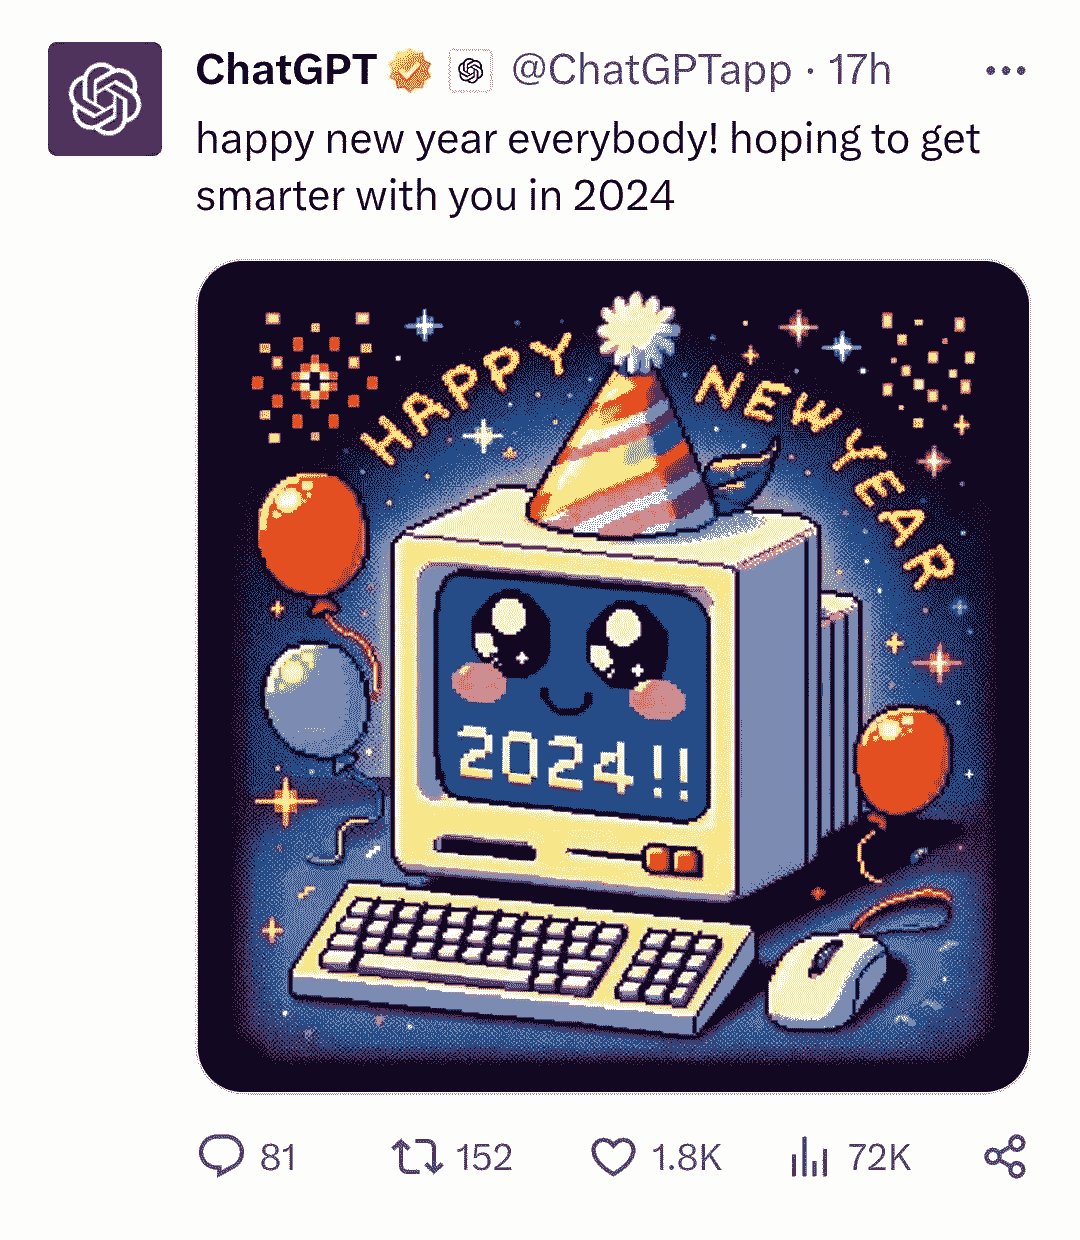 ChatGPT @ChatGPTapp · 17h
happy new year everybody! hoping to get
smarter with you in 2024
HAPPY NEW YEAR
2024!!
81 152 1.8K 72K